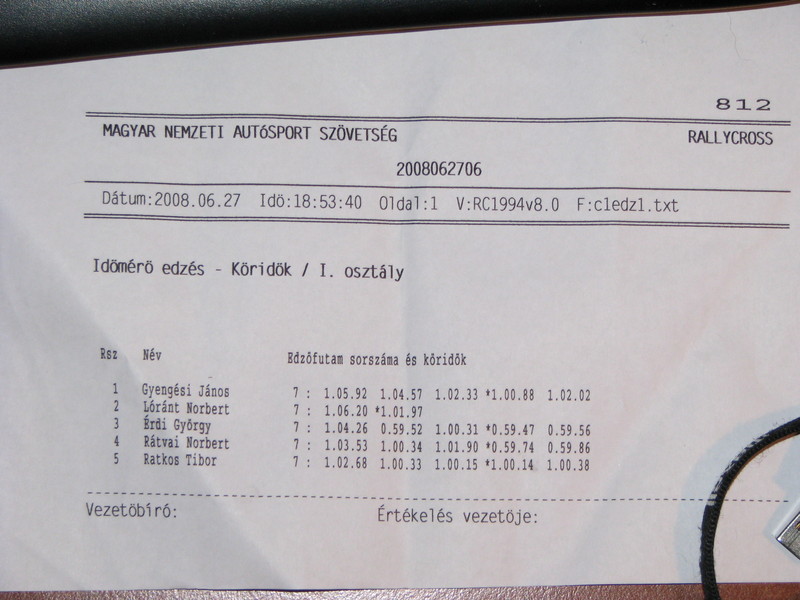 812
MAGYAR NEMZETI AUTóSPORT SZÖVETSÉG RALLYCROSS
2008062706
Dátum:2008.06.27 Idö:18:53:40 Oldal:1 V:RC1994v8.0 F:c1edz1.txt
Idömérö edzés - Köridök / I. osztály
Rsz Név Edzőfutam sorszáma és köridők
1 Gyengési János 7 : 1.05.92 1.04.57 1.02.33 *1.00.88 1.02.02
2 Lóránt Norbert 7 : 1.06.20 *1.01.97
3 Érdi György 7 : 1.04.26 0.59.52 1.00.31 *0.59.47 0.59.56
4 Rátvai Norbert 7 : 1.03.53 1.00.34 1.01.90 *0.59.74 0.59.86
5 Ratkos Tibor 7 : 1.02.68 1.00.33 1.00.15 *1.00.14 1.00.38
Vezetöbíró: Értékelés vezetöje: